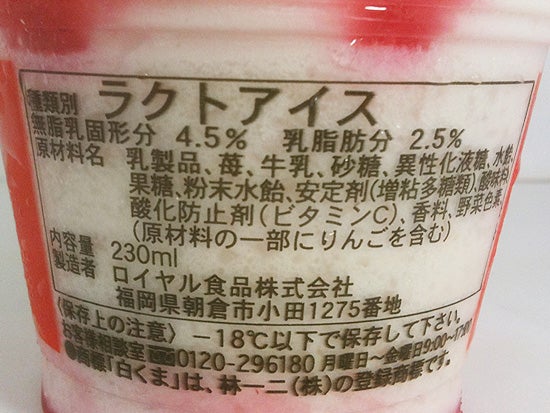 種類別 ラクトアイス
無脂乳固形分 4.5% 乳脂肪分 2.5%
原材料名 乳製品、苺、牛乳、砂糖、異性化液糖、水飴、
果糖、粉末水飴、安定剤(増粘多糖類)、酸味料、
酸化防止剤(ビタミンC)、香料、野菜色素、
(原材料の一部にりんごを含む)
内容量 230ml
製造者 ロイヤル食品株式会社
福岡県朝倉市小田1275番地
〈保存上の注意〉 -18℃以下で保存して下さい。
お客様相談室 0120-296180 月曜日~金曜日9:00~17:00
●商標「白くま」は、林一二(株)の登録商標です。